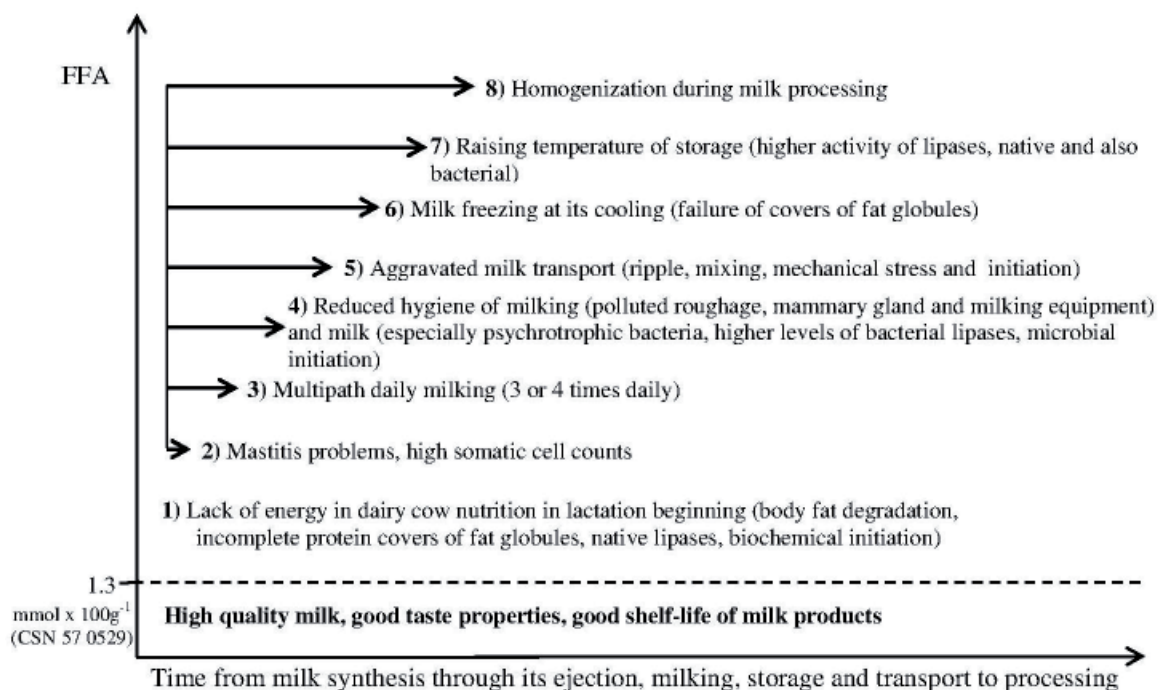 FFA
8) Homogenization during milk processing
7) Raising temperature of storage (higher activity of lipases, native and also
bacterial)
6) Milk freezing at its cooling (failure of covers of fat globules)
5) Aggravated milk transport (ripple, mixing, mechanical stress and initiation)
4) Reduced hygiene of milking (polluted roughage, mammary gland and milking equipment)
and milk (especially psychrotrophic bacteria, higher levels of bacterial lipases, microbial
initiation)
3) Multipath daily milking (3 or 4 times daily)
2) Mastitis problems, high somatic cell counts
1) Lack of energy in dairy cow nutrition in lactation beginning (body fat degradation,
incomplete protein covers of fat globules, native lipases, biochemical initiation)
1.3
mmol x 100g⁻¹
(CSN 57 0529)
High quality milk, good taste properties, good shelf-life of milk products
Time from milk synthesis through its ejection, milking, storage and transport to processing